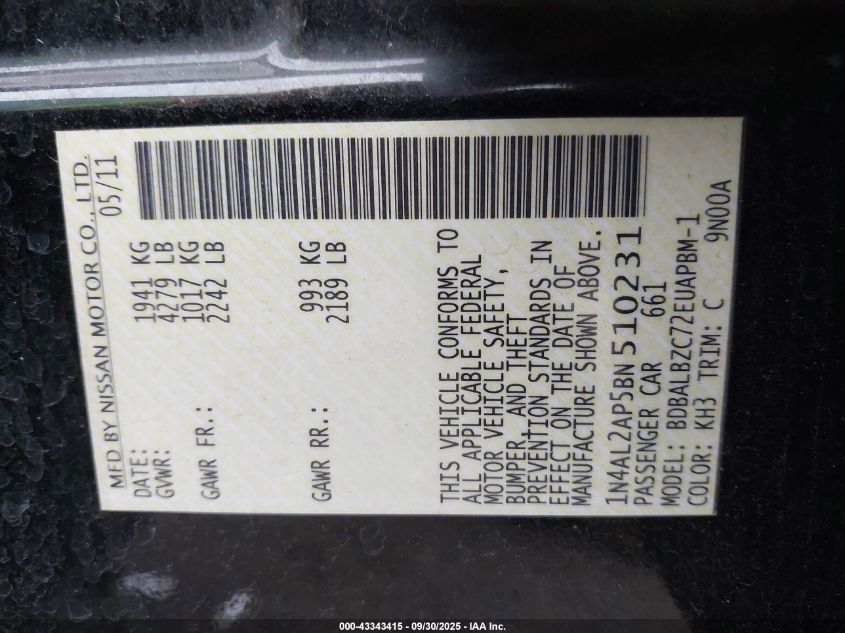 MFD BY NISSAN MOTOR CO., LTD.
DATE: 05/11
GVWR: 1941 KG
4279 LB
GAWR FR.: 1017 KG
2242 LB
GAWR RR.: 993 KG
2189 LB
THIS VEHICLE CONFORMS TO
ALL APPLICABLE FEDERAL
MOTOR VEHICLE SAFETY,
BUMPER, AND THEFT
PREVENTION STANDARDS IN
EFFECT ON THE DATE OF
MANUFACTURE SHOWN ABOVE.
1N4AL2AP5BN510231
PASSENGER CAR 661
MODEL: BDBALBZC72EUAPBM-1
COLOR: KH3 TRIM: C 9N00A
000-43343415 - 09/30/2025 - IAA Inc.